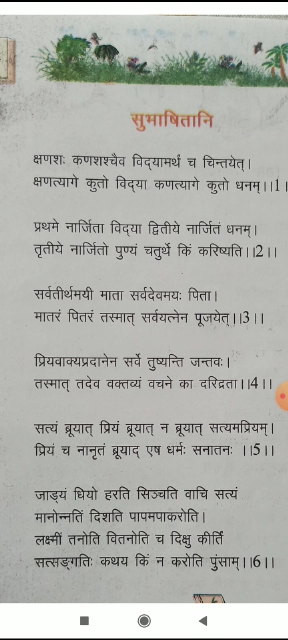 सुभाषितानि
क्षणशः कणशश्चैव विद्यामर्थं च चिन्तयेत्।
क्षणत्यागे कुतो विद्या कणत्यागे कुतो धनम्।।1।
प्रथमे नार्जिता विद्या द्वितीये नार्जितं धनम्।
तृतीये नार्जितो पुण्यं चतुर्थे किं करिष्यति।।2।।
सर्वतीर्थमयी माता सर्वदेवमयः पिता।
मातरं पितरं तस्मात् सर्वयत्नेन पूजयेत्।।3।।
प्रियवाक्यप्रदानेन सर्वे तुष्यन्ति जन्तवः।
तस्मात् तदेव वक्तव्यं वचने का दरिद्रता।।4।।
सत्यं ब्रूयात् प्रियं ब्रूयात् न ब्रूयात् सत्यमप्रियम्।
प्रियं च नानृतं ब्रूयाद् एष धर्मः सनातनः ।।5।।
जाड्यं धियो हरति सिञ्चति वाचि सत्यं
मानोन्नतिं दिशति पापमपाकरोति।
लक्ष्मीं तनोति वितनोति च दिक्षु कीर्तिं
सत्सङ्गतिः कथय किं न करोति पुंसाम्।।6।।